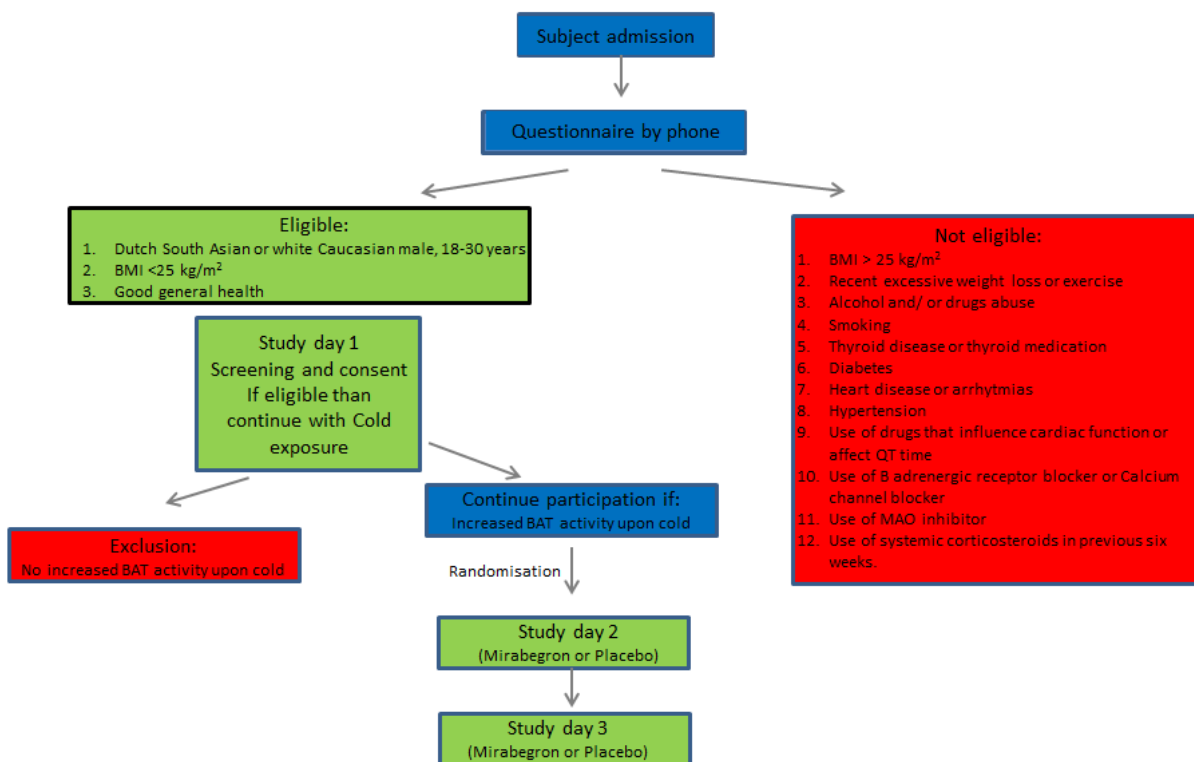 Subject admission
Questionnaire by phone
Eligible:
1. Dutch South Asian or white Caucasian male, 18-30 years
2. BMI <25 kg/m²
3. Good general health
Not eligible:
1. BMI > 25 kg/m²
2. Recent excessive weight loss or exercise
3. Alcohol and/ or drugs abuse
4. Smoking
5. Thyroid disease or thyroid medication
6. Diabetes
7. Heart disease or arrhytmias
8. Hypertension
9. Use of drugs that influence cardiac function or
affect QT time
10. Use of B adrenergic receptor blocker or Calcium
channel blocker
11. Use of MAO inhibitor
12. Use of systemic corticosteroids in previous six
weeks.
Study day 1
Screening and consent
If eligible than
continue with Cold
exposure
Exclusion:
No increased BAT activity upon cold
Continue participation if:
Increased BAT activity upon cold
Randomisation
Study day 2
(Mirabegron or Placebo)
Study day 3
(Mirabegron or Placebo)